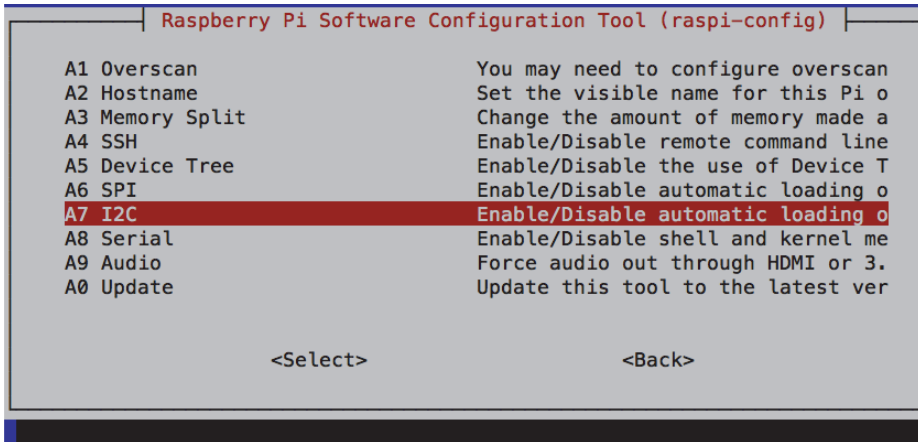 Raspberry Pi Software Configuration Tool (raspi-config)
A1 Overscan You may need to configure overscan
A2 Hostname Set the visible name for this Pi o
A3 Memory Split Change the amount of memory made a
A4 SSH Enable/Disable remote command line
A5 Device Tree Enable/Disable the use of Device T
A6 SPI Enable/Disable automatic loading o
A7 I2C Enable/Disable automatic loading o
A8 Serial Enable/Disable shell and kernel me
A9 Audio Force audio out through HDMI or 3.
A0 Update Update this tool to the latest ver
<Select> <Back>